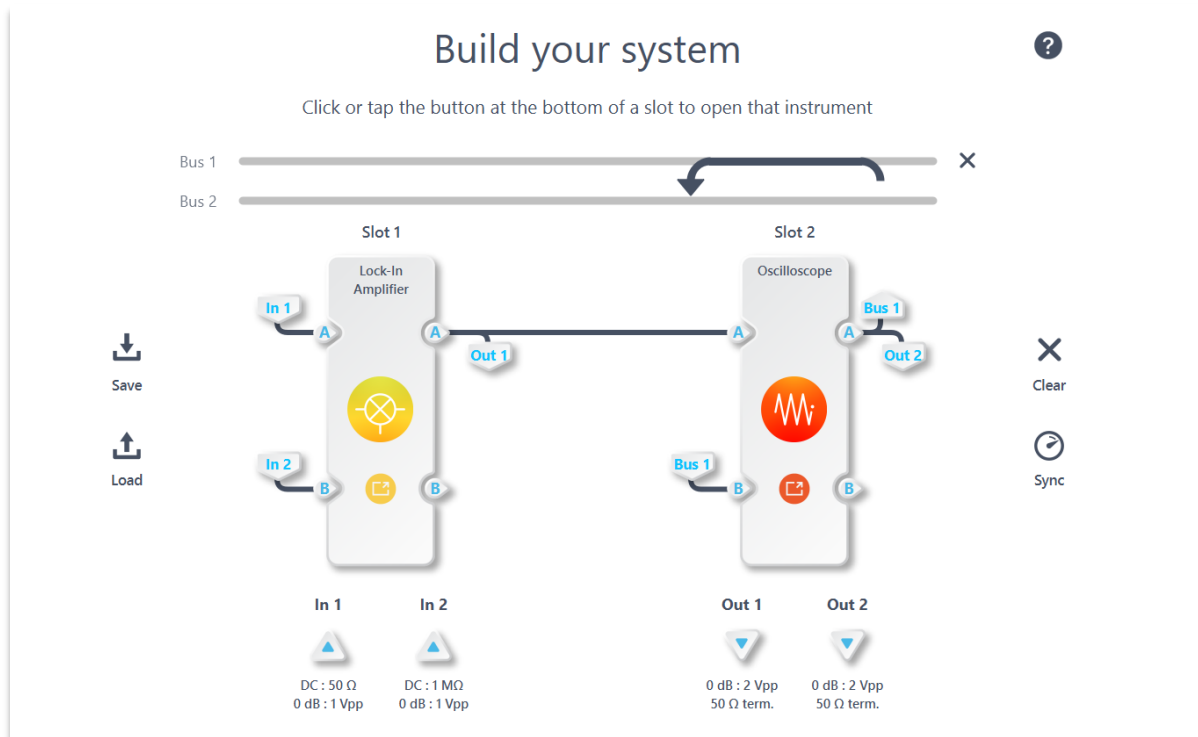 Build your system
?
Click or tap the button at the bottom of a slot to open that instrument
Bus 1
Bus 2
Slot 1
Slot 2
Lock-In
Amplifier
Oscilloscope
In 1
Bus 1
A
A
A
A
Out 1
Out 2
Save
Clear
In 2
Bus 1
Load
Sync
B
B
B
B
In 1
In 2
Out 1
Out 2
DC : 50 Ω
DC : 1 MΩ
0 dB : 2 Vpp
0 dB : 2 Vpp
0 dB : 1 Vpp
0 dB : 1 Vpp
50 Ω term.
50 Ω term.